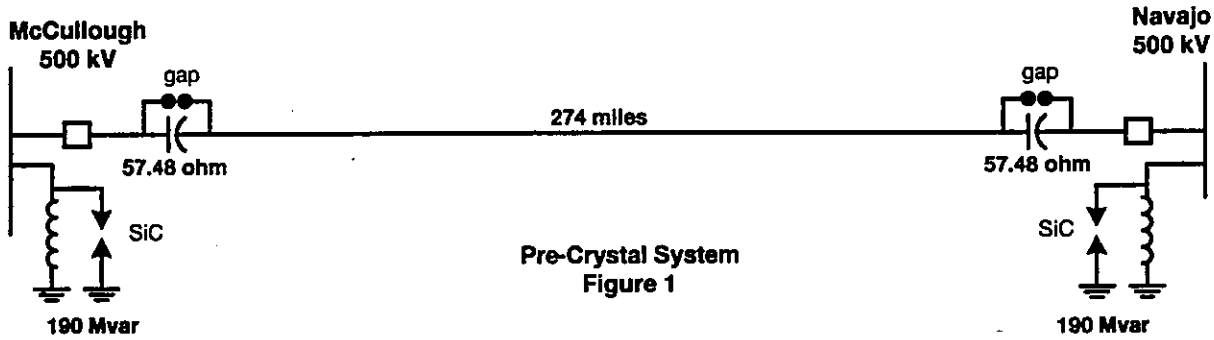 McCullough
500 kV
Navajo
500 kV
gap
gap
274 miles
57.48 ohm
57.48 ohm
SiC
SiC
Pre-Crystal System
Figure 1
190 Mvar
190 Mvar